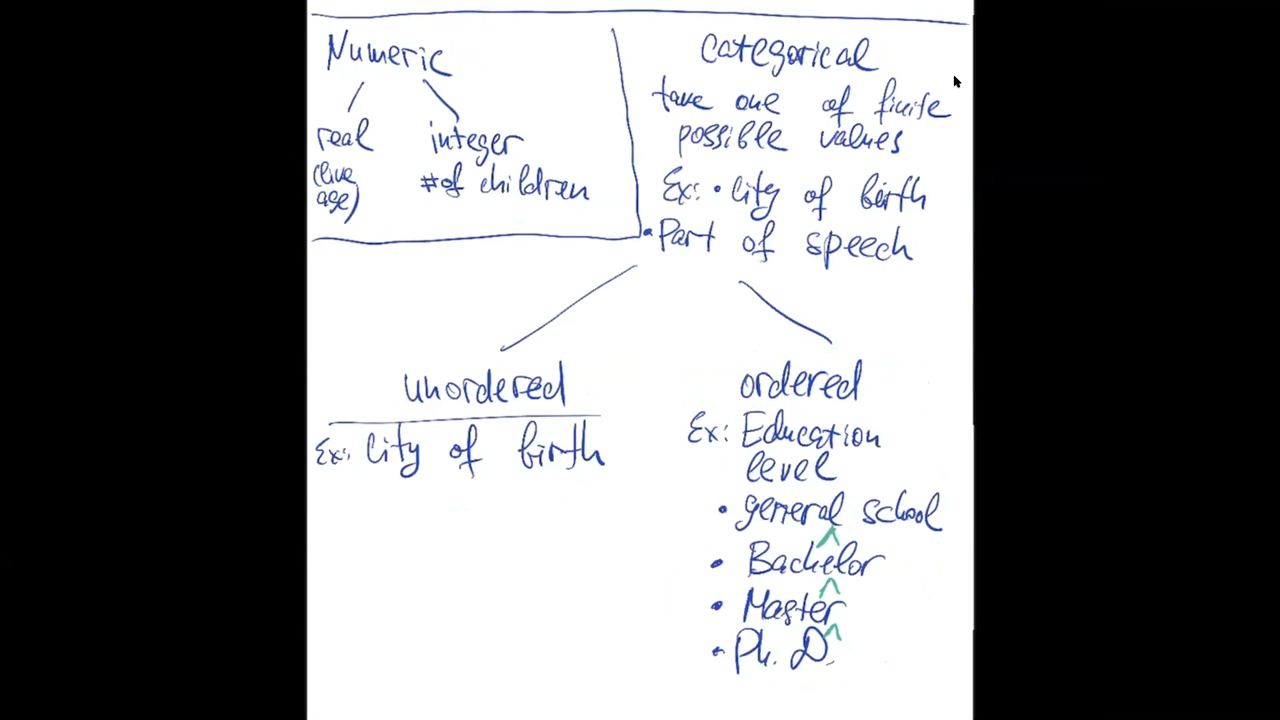 Numeric
real
(live
age)
integer
#of children
Categorical
take one of finite
possible values
Ex: • City of birth
• Part of speech
unordered
Ex: City of birth
ordered
Ex: Education
level
• general school
• Bachelor
• Master
• Ph. D.